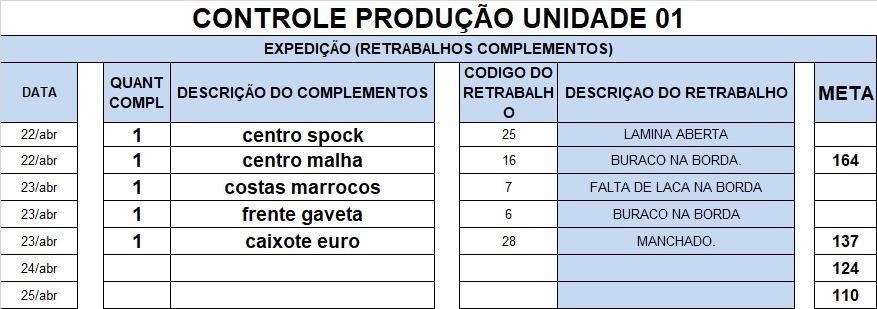 CONTROLE PRODUÇÃO UNIDADE 01
EXPEDIÇÃO (RETRABALHOS COMPLEMENTOS)
DATA QUANT COMPL DESCRIÇÃO DO COMPLEMENTOS CODIGO DO RETRABALHO DESCRIÇAO DO RETRABALHO META
22/abr 1 centro spock 25 LAMINA ABERTA
22/abr 1 centro malha 16 BURACO NA BORDA. 164
23/abr 1 costas marrocos 7 FALTA DE LACA NA BORDA
23/abr 1 frente gaveta 6 BURACO NA BORDA
23/abr 1 caixote euro 28 MANCHADO. 137
24/abr 124
25/abr 110